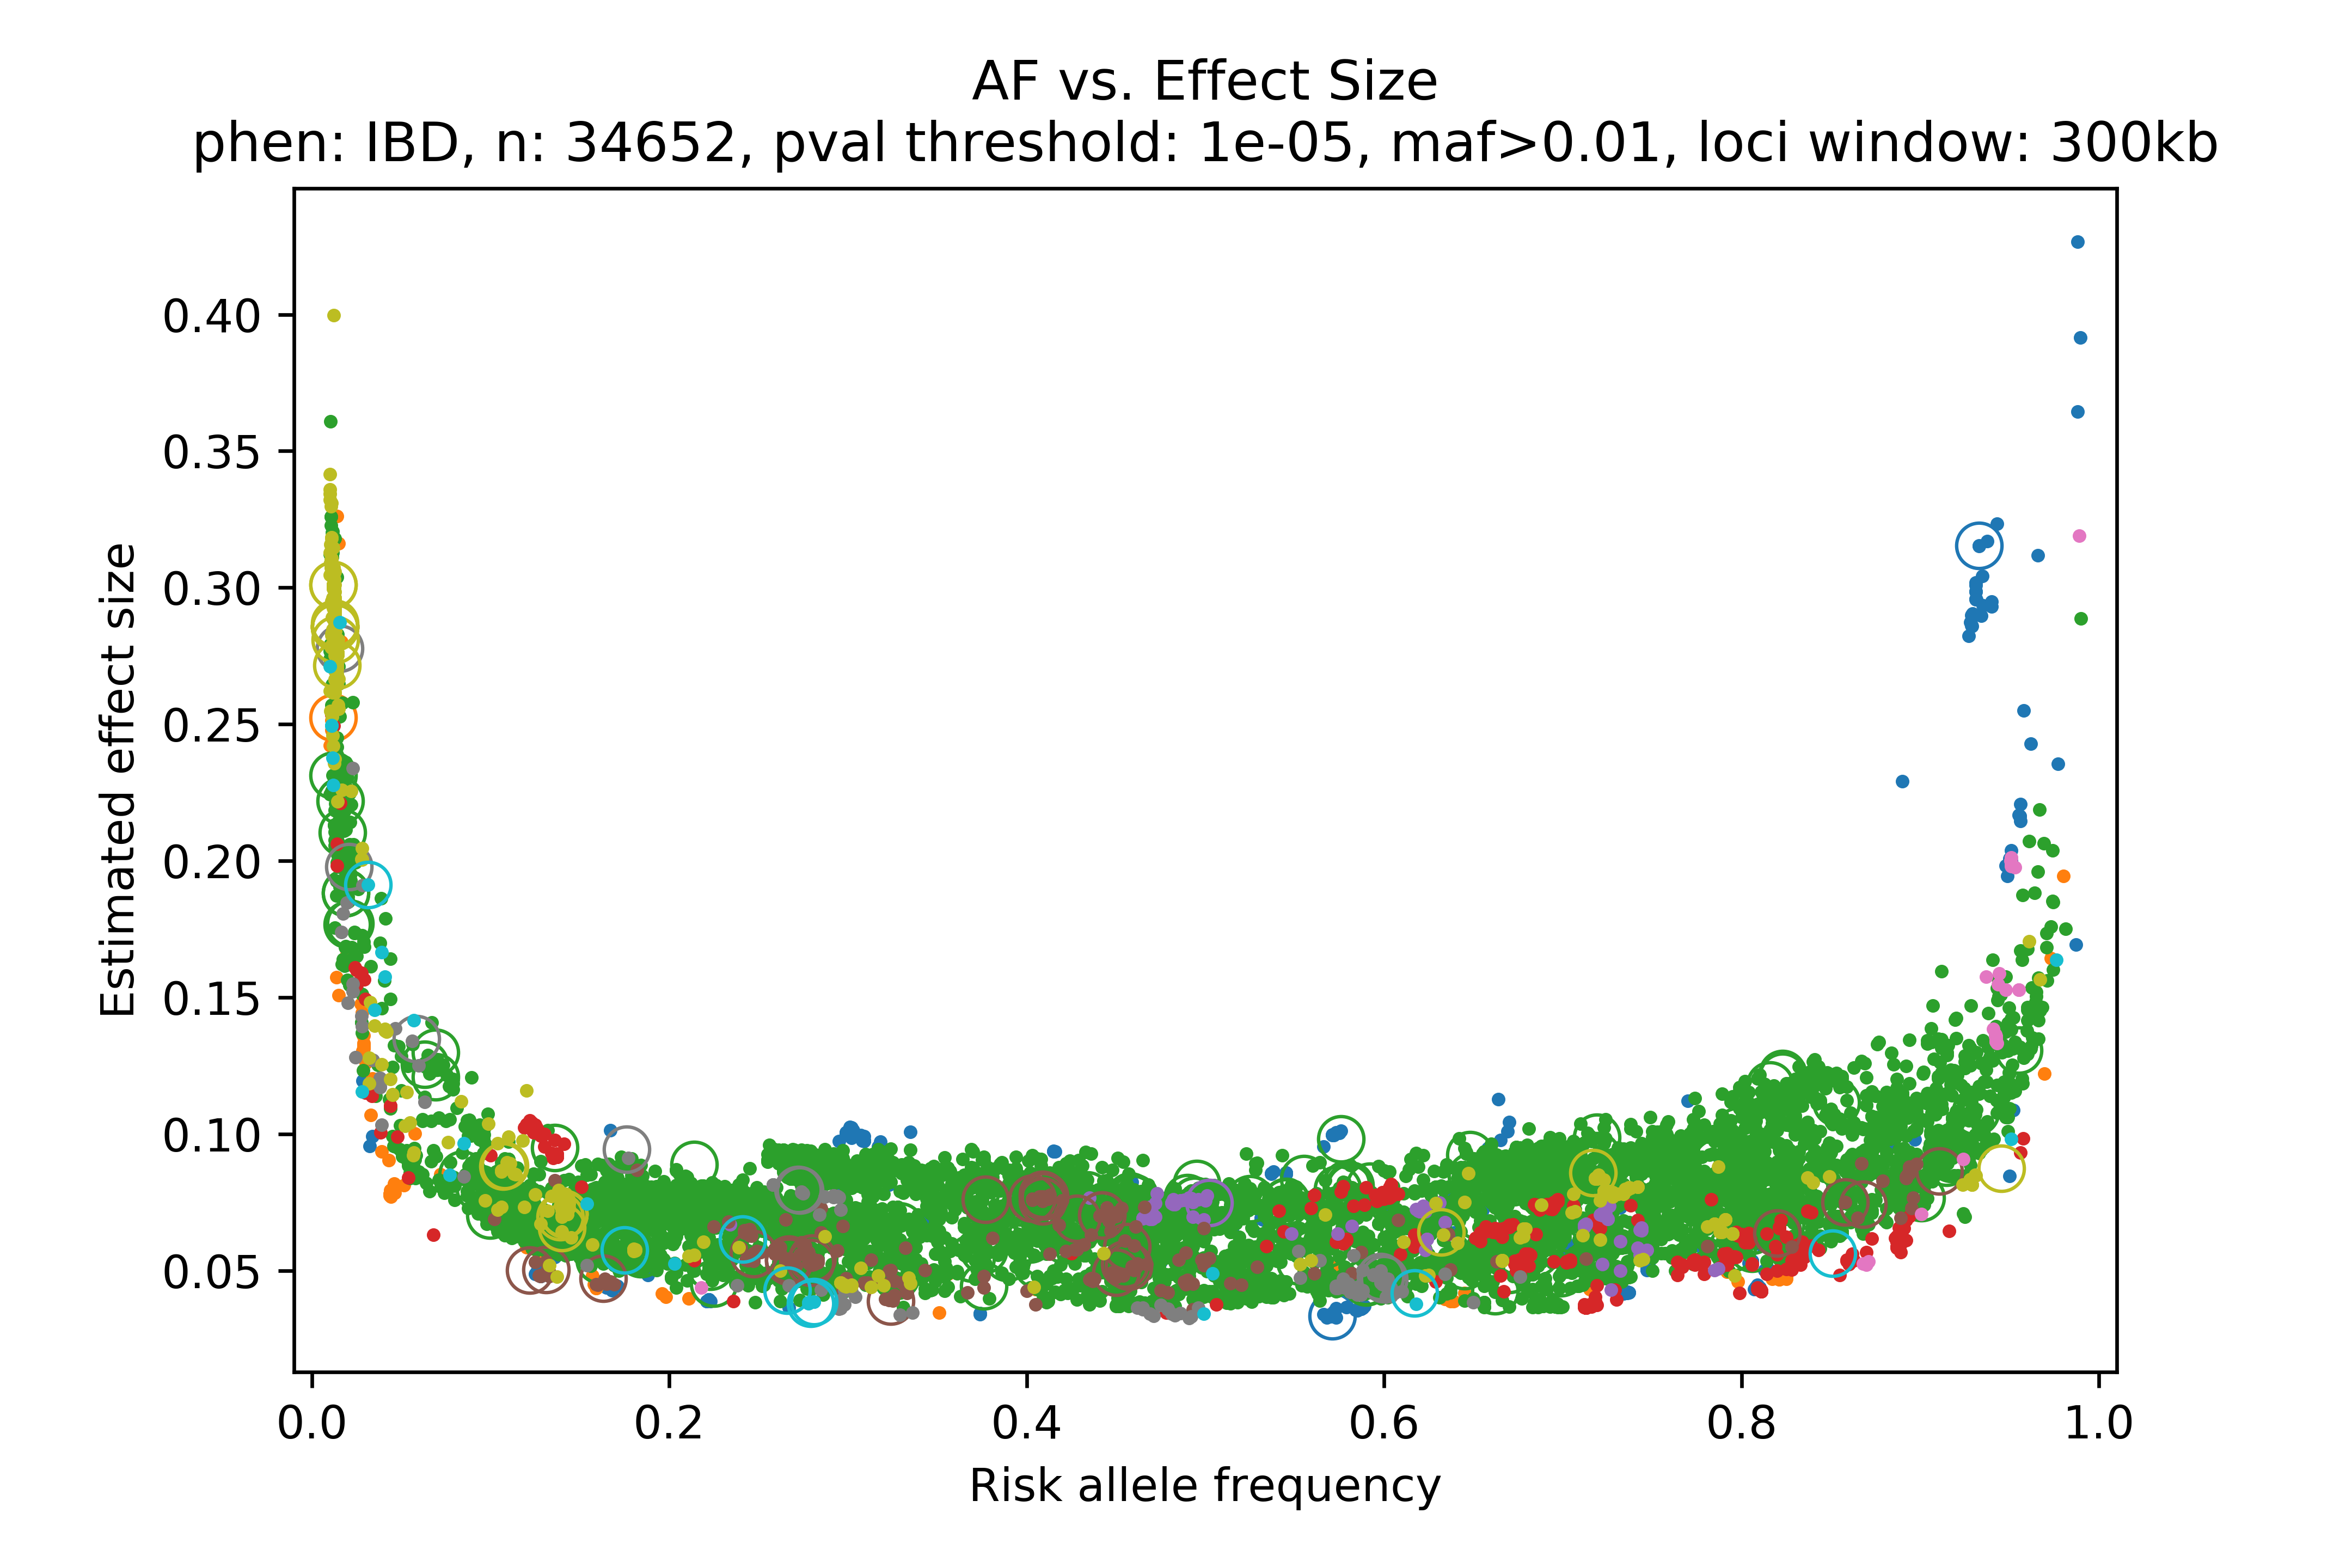 AF vs. Effect Size
phen: IBD, n: 34652, pval threshold: 1e-05, maf>0.01, loci window: 300kb
0.40
0.35
0.30
0.25
0.20
0.15
0.10
0.05
Estimated effect size
0.0 0.2 0.4 0.6 0.8 1.0
Risk allele frequency